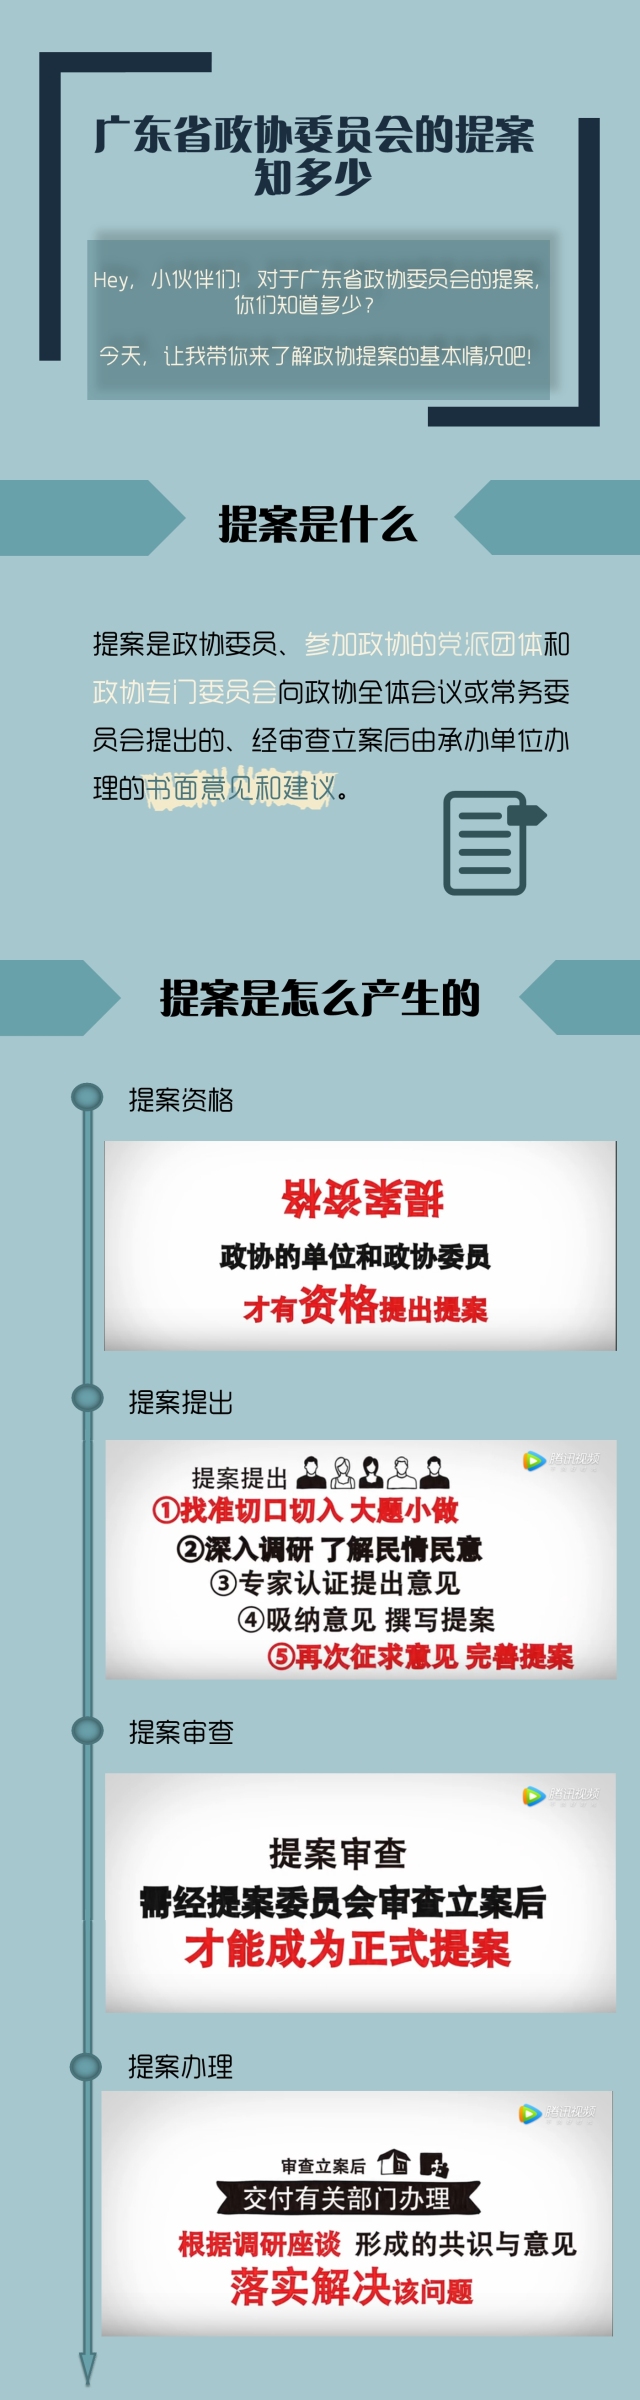 广东省政协委员会的提案
知多少
Hey，小伙伴们！对于广东省政协委员会的提案，
你们知道多少？
今天，让我带你来了解政协提案的基本情况吧！
提案是什么
提案是政协委员、参加政协的党派团体和
政协专门委员会向政协全体会议或常务委
员会提出的、经审查立案后由承办单位办
理的书面意见和建议。
提案是怎么产生的
提案资格
提案资格
政协的单位和政协委员
才有资格提出提案
提案提出
腾讯视频
提案提出
①找准切口切入 大题小做
②深入调研 了解民情民意
③专家认证提出意见
④吸纳意见 撰写提案
⑤再次征求意见 完善提案
提案审查
腾讯视频
提案审查
需经提案委员会审查立案后
才能成为正式提案
提案办理
腾讯视频
审查立案后
交付有关部门办理
根据调研座谈 形成的共识与意见
落实解决该问题